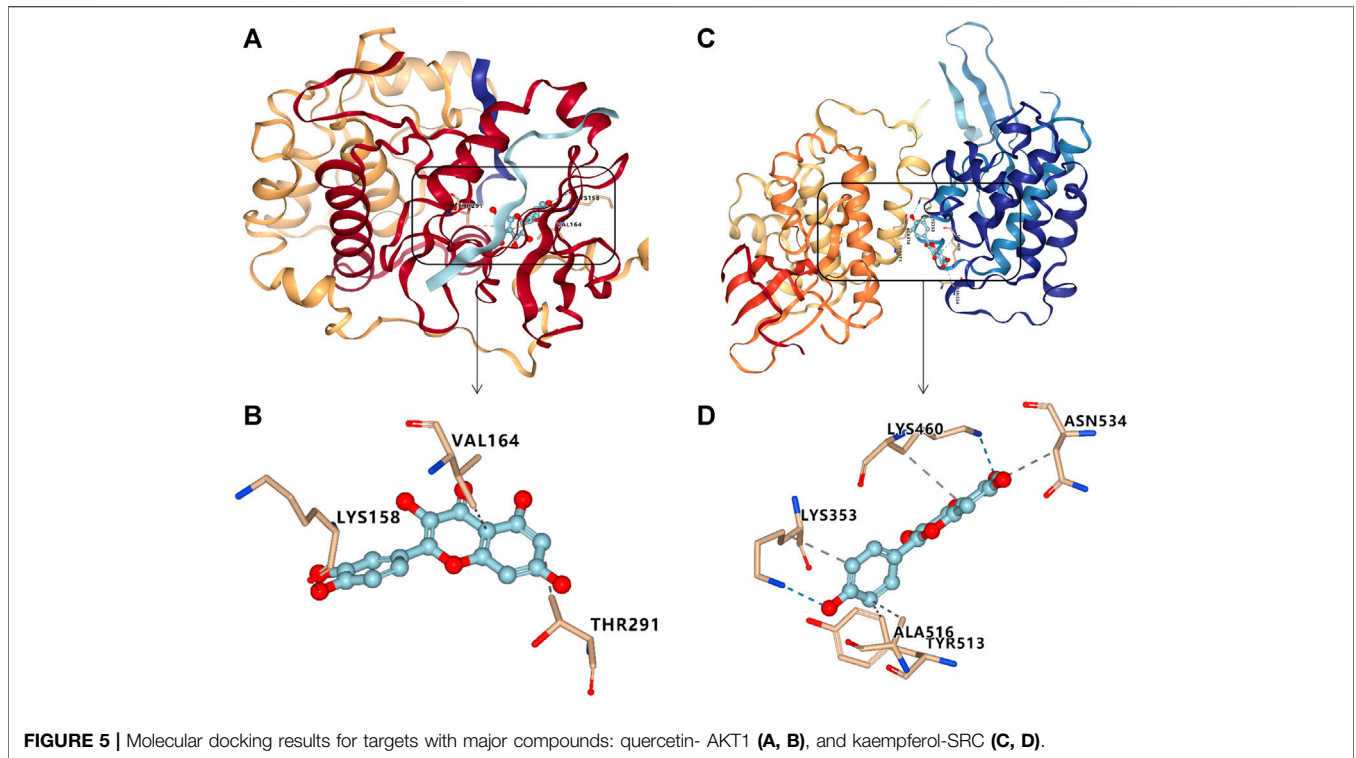 A
C
VAL164
B
D
VAL164
LYS158
THR291
LYS460
ASN534
LYS353
ALA516
TYR513
FIGURE 5 | Molecular docking results for targets with major compounds: quercetin- AKT1 (A, B), and kaempferol-SRC (C, D).